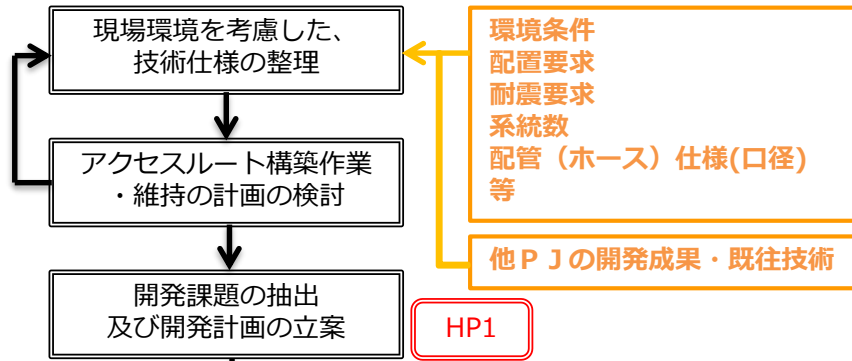 現場環境を考慮した、
技術仕様の整理
アクセスルート構築作業
・維持の計画の検討
開発課題の抽出
及び開発計画の立案
HP1
環境条件
配置要求
耐震要求
系統数
配管（ホース）仕様(口径)
等
他ＰＪの開発成果・既往技術